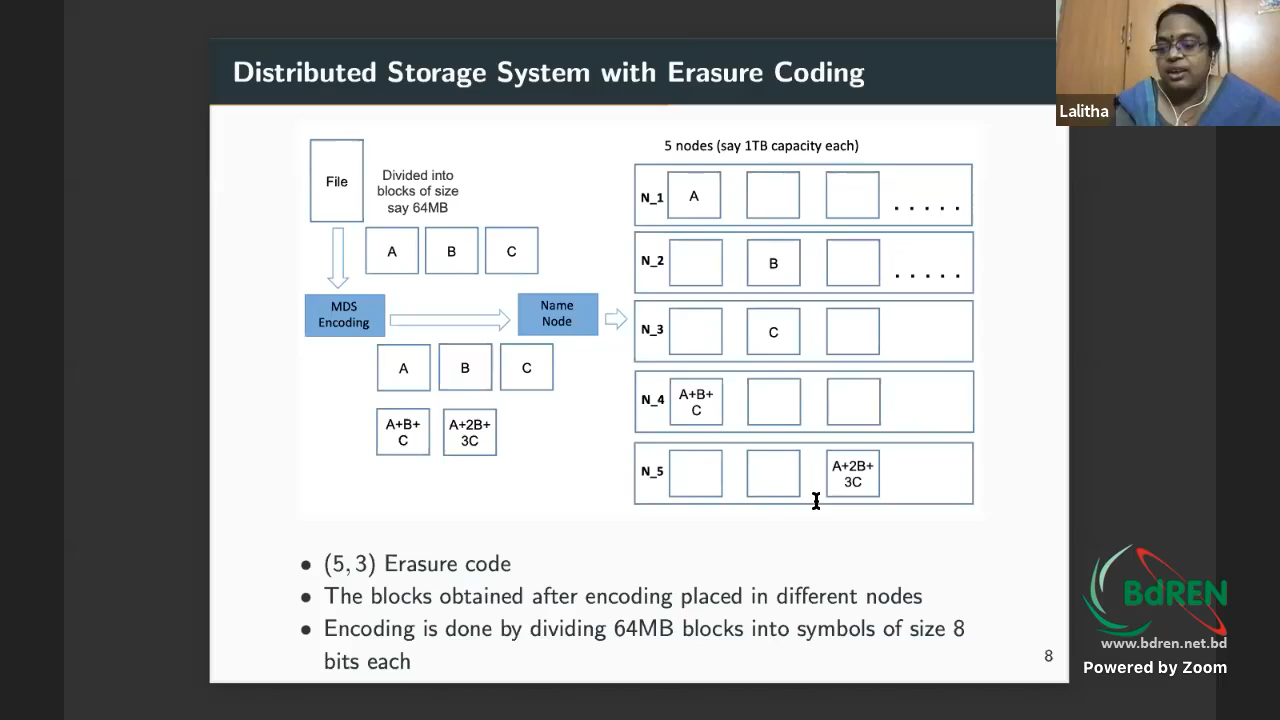 Distributed Storage System with Erasure Coding
Lalitha
File
Divided into
blocks of size
say 64MB
A
B
C
MDS
Encoding
Name
Node
A
B
C
A+B+
C
A+2B+
3C
5 nodes (say 1TB capacity each)
N_1
A
. . . . .
N_2
B
. . . . .
N_3
C
N_4
A+B+
C
N_5
A+2B+
3C
• (5, 3) Erasure code
• The blocks obtained after encoding placed in different nodes
• Encoding is done by dividing 64MB blocks into symbols of size 8
bits each
8
BdREN
www.bdren.net.bd
Powered by Zoom